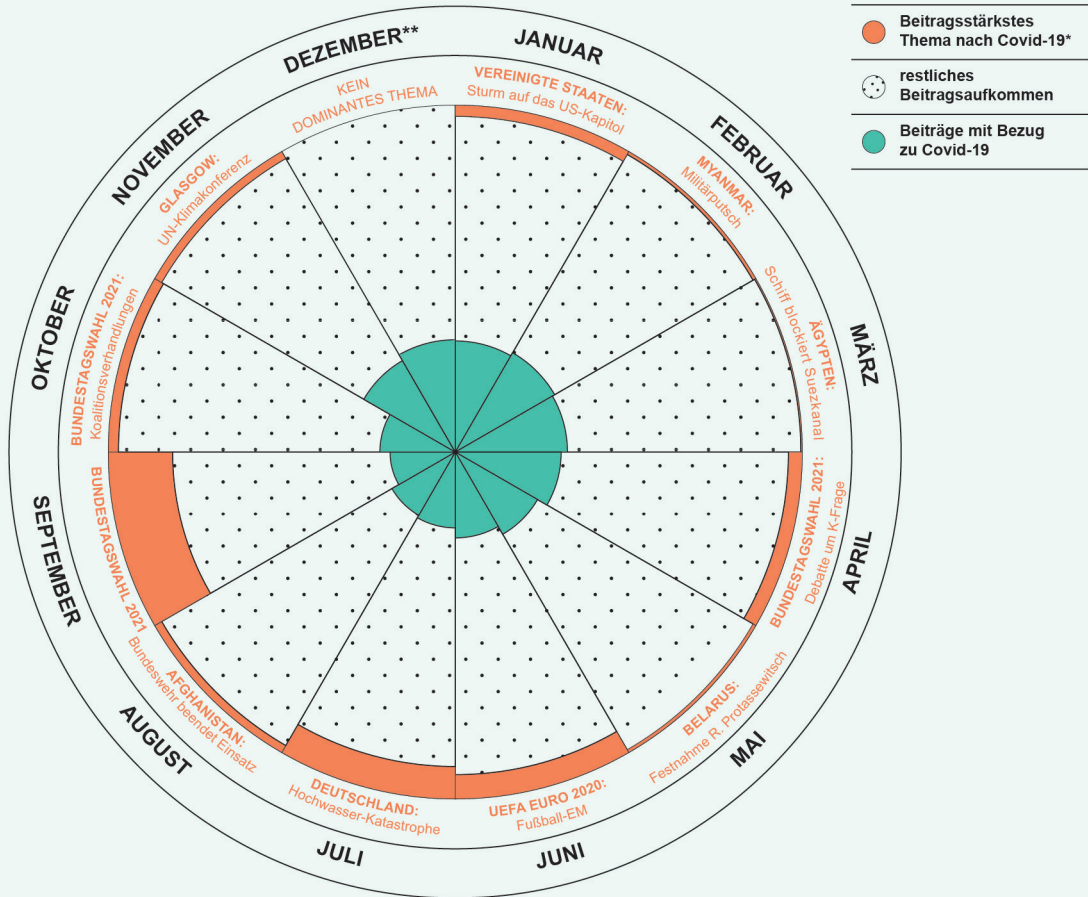 Beitragsstärkstes
Thema nach Covid-19*
restliches
Beitragsaufkommen
Beiträge mit Bezug
zu Covid-19
JANUAR
VEREINIGTE STAATEN:
Sturm auf das US-Kapitol
FEBRUAR
MYANMAR:
Militärputsch
MÄRZ
ÄGYPTEN:
Schiff blockiert Suezkanal
APRIL
BUNDESTAGSWAHL 2021:
Debatte um K-Frage
MAI
BELARUS:
Festnahme R. Protassewitsch
JUNI
UEFA EURO 2020:
Fußball-EM
JULI
DEUTSCHLAND:
Hochwasser-Katastrophe
AUGUST
AFGHANISTAN:
Bundeswehr beendet Einsatz
SEPTEMBER
BUNDESTAGSWAHL 2021
OKTOBER
BUNDESTAGSWAHL 2021:
Koalitionsverhandlungen
NOVEMBER
GLASGOW:
UN-Klimakonferenz
DEZEMBER**
KEIN
DOMINANTES THEMA